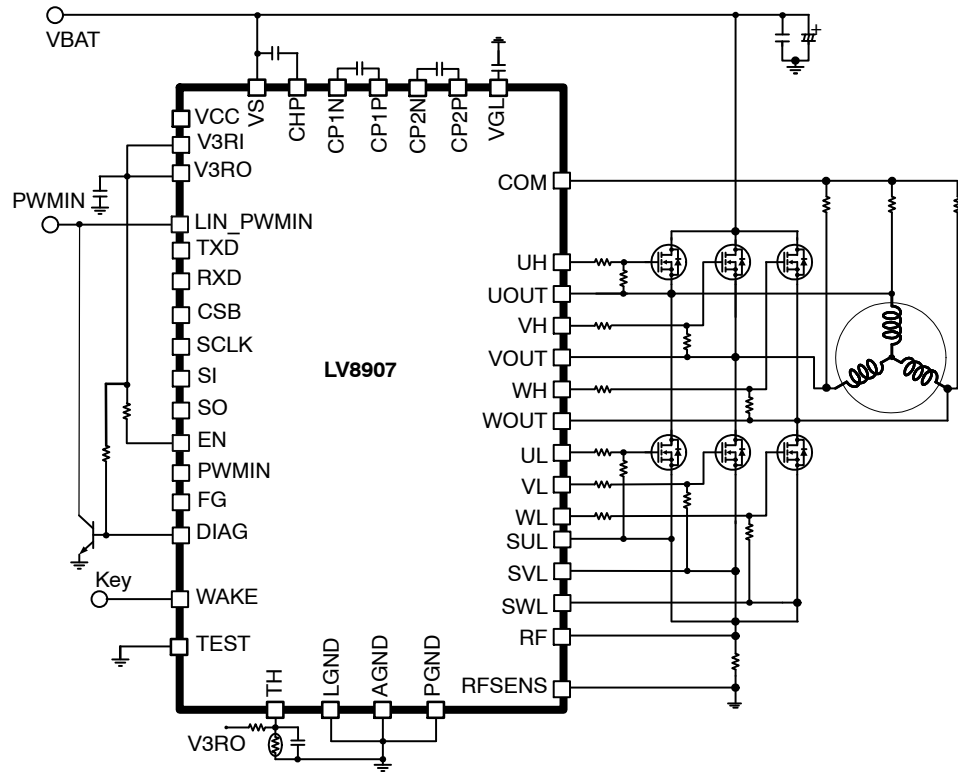 VBAT
+
VS
CHP
CP1N
CP1P
CP2N
CP2P
VGL
VCC
V3RI
V3RO
PWMIN
LIN_PWMIN
TXD
RXD
CSB
SCLK
SI
SO
EN
PWMIN
FG
DIAG
Key
WAKE
TEST
LV8907
COM
UH
UOUT
VH
VOUT
WH
WOUT
UL
VL
WL
SUL
SVL
SWL
RF
RFSENS
TH
LGND
AGND
PGND
V3RO